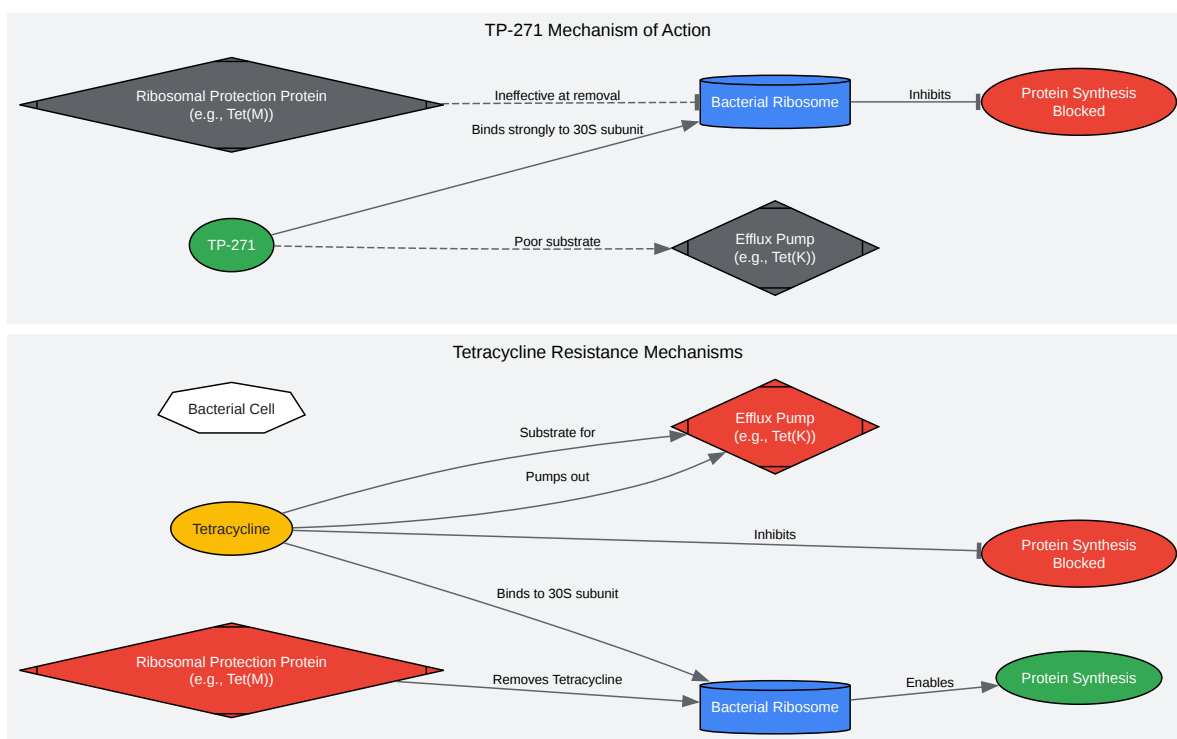 TP-271 Mechanism of Action
Ribosomal Protection Protein
(e.g., Tet(M))
Ineffective at removal
Bacterial Ribosome
Inhibits
Protein Synthesis
Blocked
Binds strongly to 30S subunit
TP-271
Poor substrate
Efflux Pump
(e.g., Tet(K))
Tetracycline Resistance Mechanisms
Bacterial Cell
Substrate for
Efflux Pump
(e.g., Tet(K))
Pumps out
Tetracycline
Inhibits
Protein Synthesis
Blocked
Binds to 30S subunit
Ribosomal Protection Protein
(e.g., Tet(M))
Removes Tetracycline
Bacterial Ribosome
Enables
Protein Synthesis